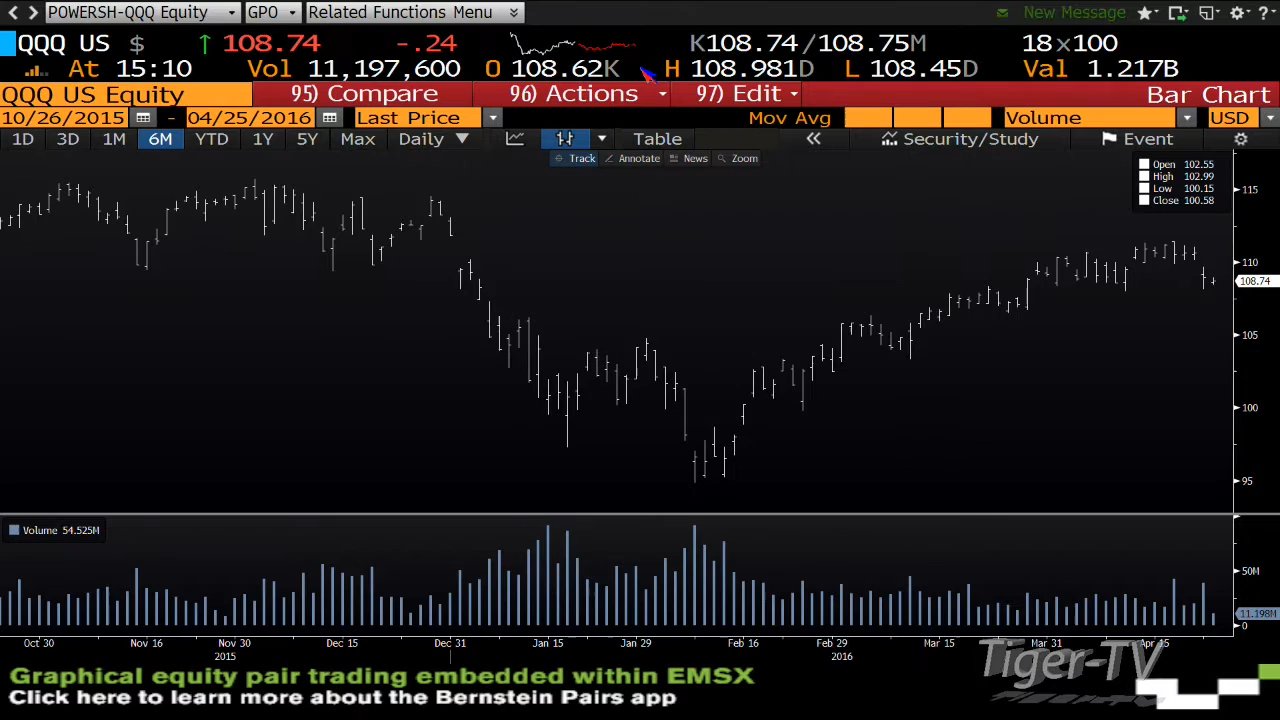 POWERSH-QQQ Equity GPO Related Functions Menu New Message ?
QQQ US $ ↑ 108.74 -.24 K108.74/108.75M 18x100
At 15:10 Vol 11,197,600 O 108.62K H 108.981D L 108.45D Val 1.217B
QQQ US Equity 95) Compare 96) Actions 97) Edit Bar Chart
10/26/2015 - 04/25/2016 Last Price Mov Avg Volume USD
1D 3D 1M 6M YTD 1Y 5Y Max Daily Table Security/Study Event
Track Annotate News Zoom
Open 102.55
High 102.99
Low 100.15
Close 100.58
115
110
108.74
105
100
95
Volume 54.525M
50M
11.198M
0
Oct 30 Nov 16 Nov 30 Dec 15 Dec 31 Jan 15 Jan 29 Feb 16 Feb 29 Mar 15 Mar 31 Apr 15
2015 2016
Tiger-TV
Graphical equity pair trading embedded within EMSX
Click here to learn more about the Bernstein Pairs app